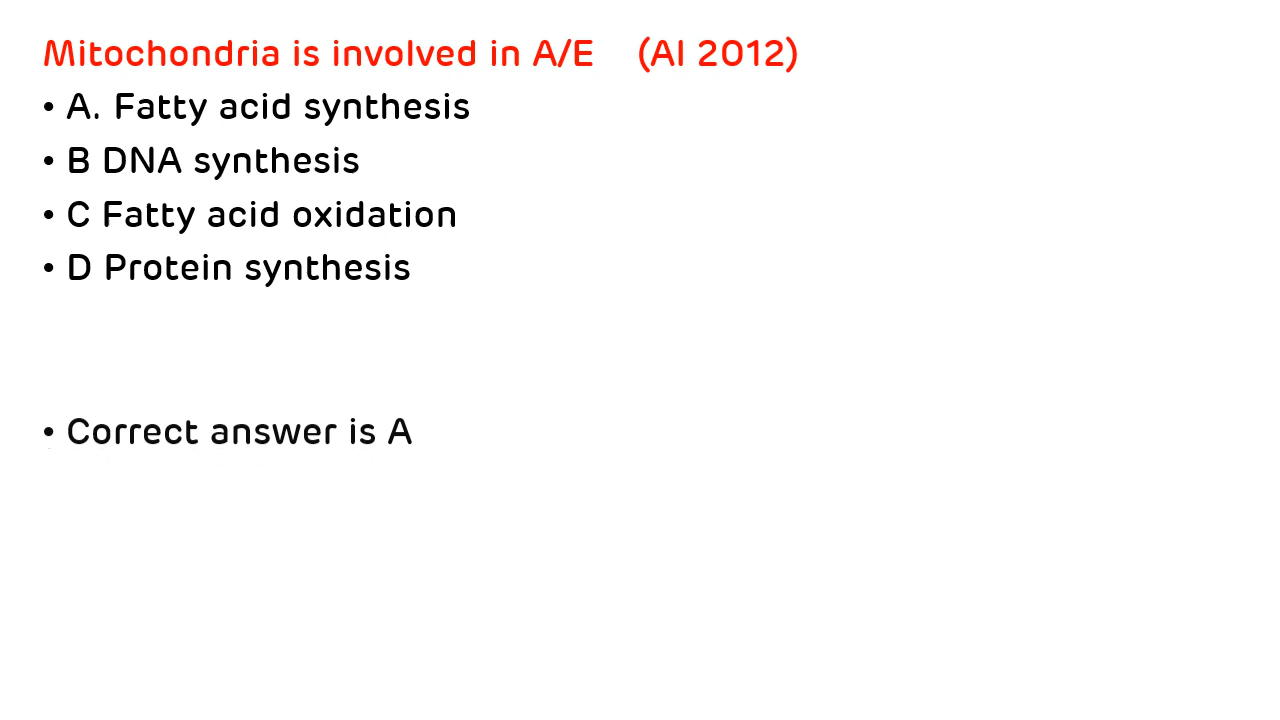 Mitochondria is involved in A/E (AI 2012)
• A. Fatty acid synthesis
• B DNA synthesis
• C Fatty acid oxidation
• D Protein synthesis
• Correct answer is A